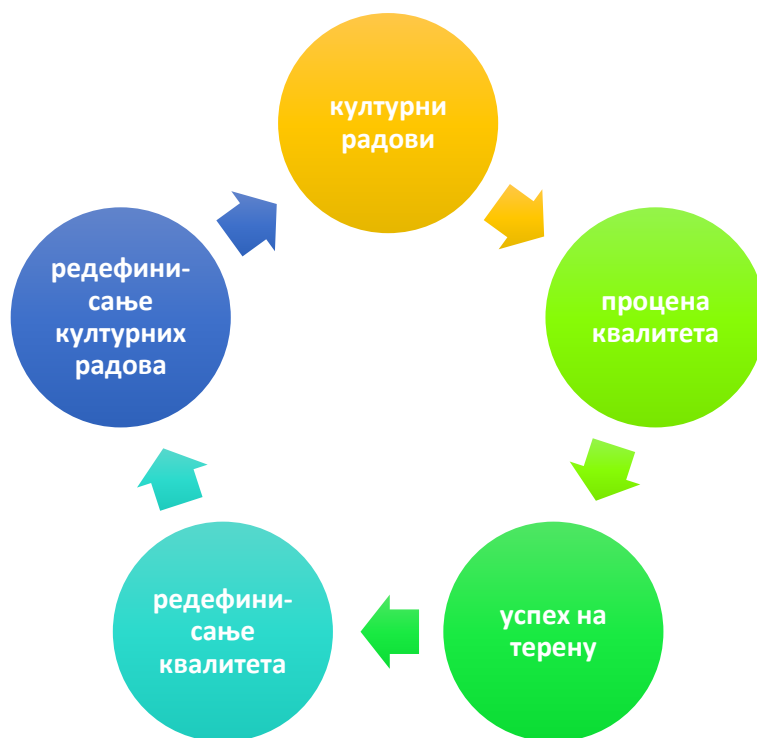 културни
радови
процена
квалитета
успех на
терену
редефини-
сање
квалитета
редефини-
сање
културних
радова